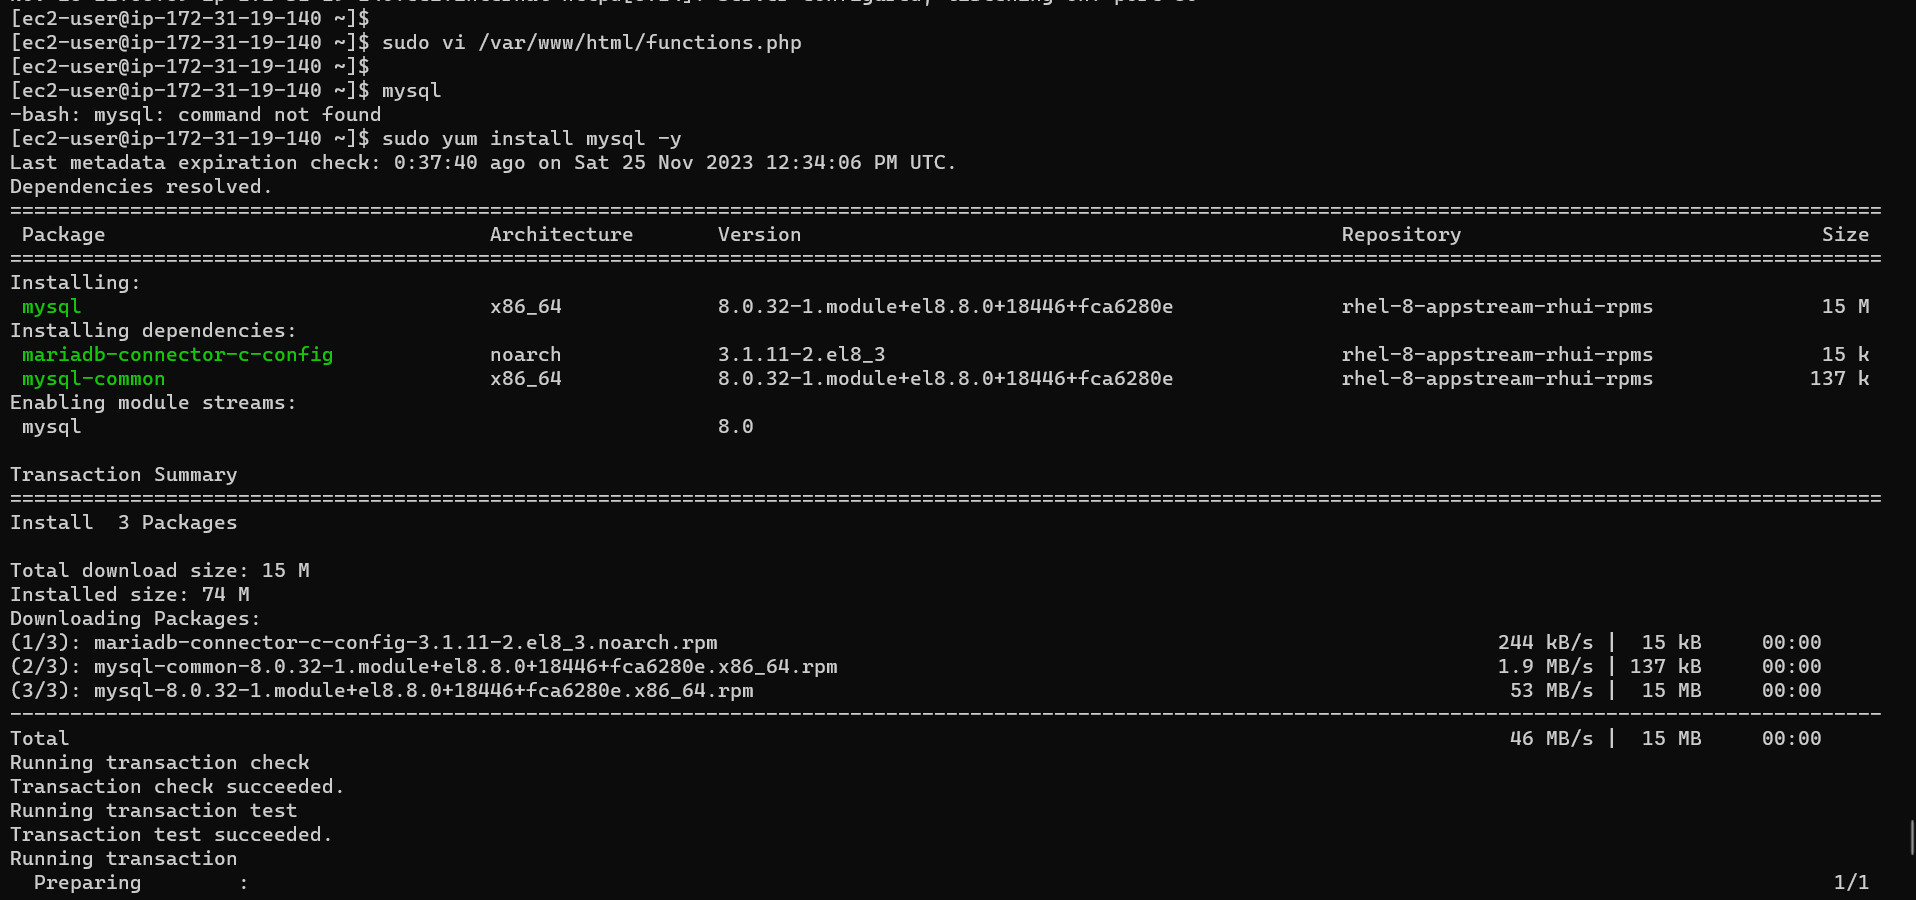 [ec2-user@ip-172-31-19-140 ~]$
[ec2-user@ip-172-31-19-140 ~]$ sudo vi /var/www/html/functions.php
[ec2-user@ip-172-31-19-140 ~]$
[ec2-user@ip-172-31-19-140 ~]$ mysql
-bash: mysql: command not found
[ec2-user@ip-172-31-19-140 ~]$ sudo yum install mysql -y
Last metadata expiration check: 0:37:40 ago on Sat 25 Nov 2023 12:34:06 PM UTC.
Dependencies resolved.
Package Architecture Version Repository Size
Installing:
mysql x86_64 8.0.32-1.module+el8.8.0+18446+fca6280e rhel-8-appstream-rhui-rpms 15 M
Installing dependencies:
mariadb-connector-c-config noarch 3.1.11-2.el8_3 rhel-8-appstream-rhui-rpms 15 k
mysql-common x86_64 8.0.32-1.module+el8.8.0+18446+fca6280e rhel-8-appstream-rhui-rpms 137 k
Enabling module streams:
mysql 8.0
Transaction Summary
Install 3 Packages
Total download size: 15 M
Installed size: 74 M
Downloading Packages:
(1/3): mariadb-connector-c-config-3.1.11-2.el8_3.noarch.rpm 244 kB/s | 15 kB 00:00
(2/3): mysql-common-8.0.32-1.module+el8.8.0+18446+fca6280e.x86_64.rpm 1.9 MB/s | 137 kB 00:00
(3/3): mysql-8.0.32-1.module+el8.8.0+18446+fca6280e.x86_64.rpm 53 MB/s | 15 MB 00:00
Total 46 MB/s | 15 MB 00:00
Running transaction check
Transaction check succeeded.
Running transaction test
Transaction test succeeded.
Running transaction
Preparing : 1/1